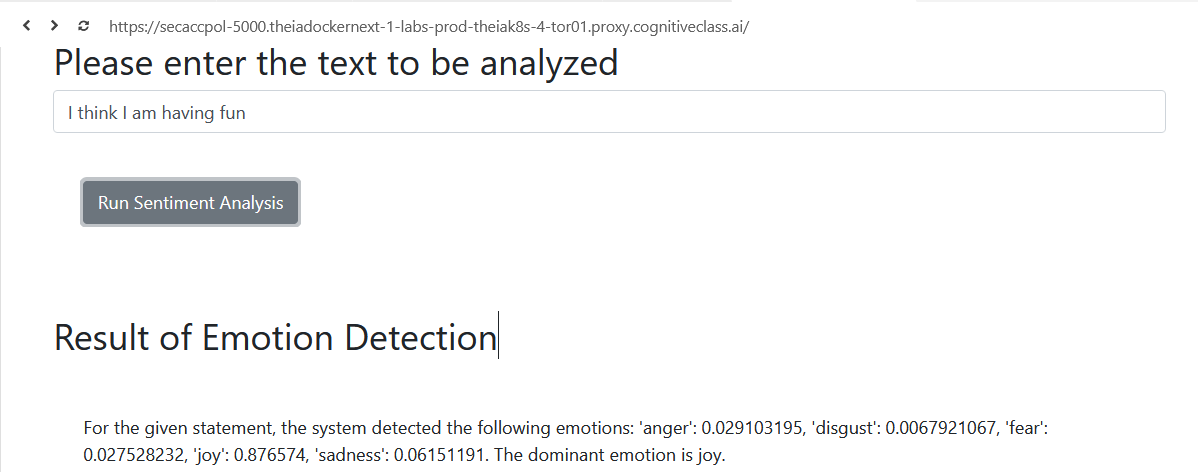 https://secaccpol-5000.theiadockernext-1-labs-prod-theiak8s-4-tor01.proxy.cognitiveclass.ai/
Please enter the text to be analyzed
I think I am having fun
Run Sentiment Analysis
Result of Emotion Detection
For the given statement, the system detected the following emotions: 'anger': 0.029103195, 'disgust': 0.0067921067, 'fear':
0.027528232, 'joy': 0.876574, 'sadness': 0.06151191. The dominant emotion is joy.